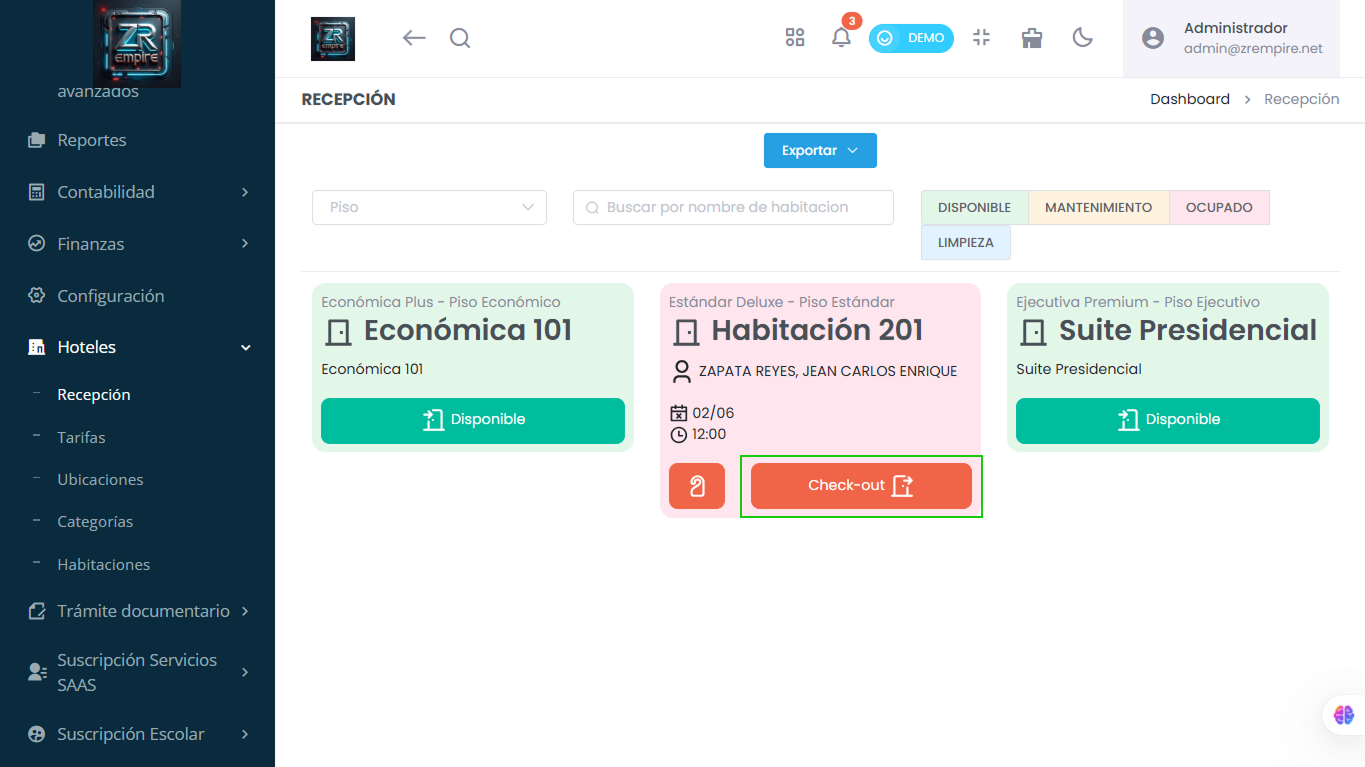 ZR
empire
avanzados
Reportes
Contabilidad
Finanzas
Configuración
Hoteles
Recepción
Tarifas
Ubicaciones
Categorías
Habitaciones
Trámite documentario
Suscripción Servicios
SAAS
Suscripción Escolar
ZR
empire
3
DEMO
Administrador
admin@zrempire.net
RECEPCIÓN
Dashboard > Recepción
Exportar
Piso
Buscar por nombre de habitacion
DISPONIBLE MANTENIMIENTO OCUPADO
LIMPIEZA
Económica Plus - Piso Económico
Económica 101
Económica 101
Disponible
Estándar Deluxe - Piso Estándar
Habitación 201
ZAPATA REYES, JEAN CARLOS ENRIQUE
02/06
12:00
Check-out
Ejecutiva Premium - Piso Ejecutivo
Suite Presidencial
Suite Presidencial
Disponible